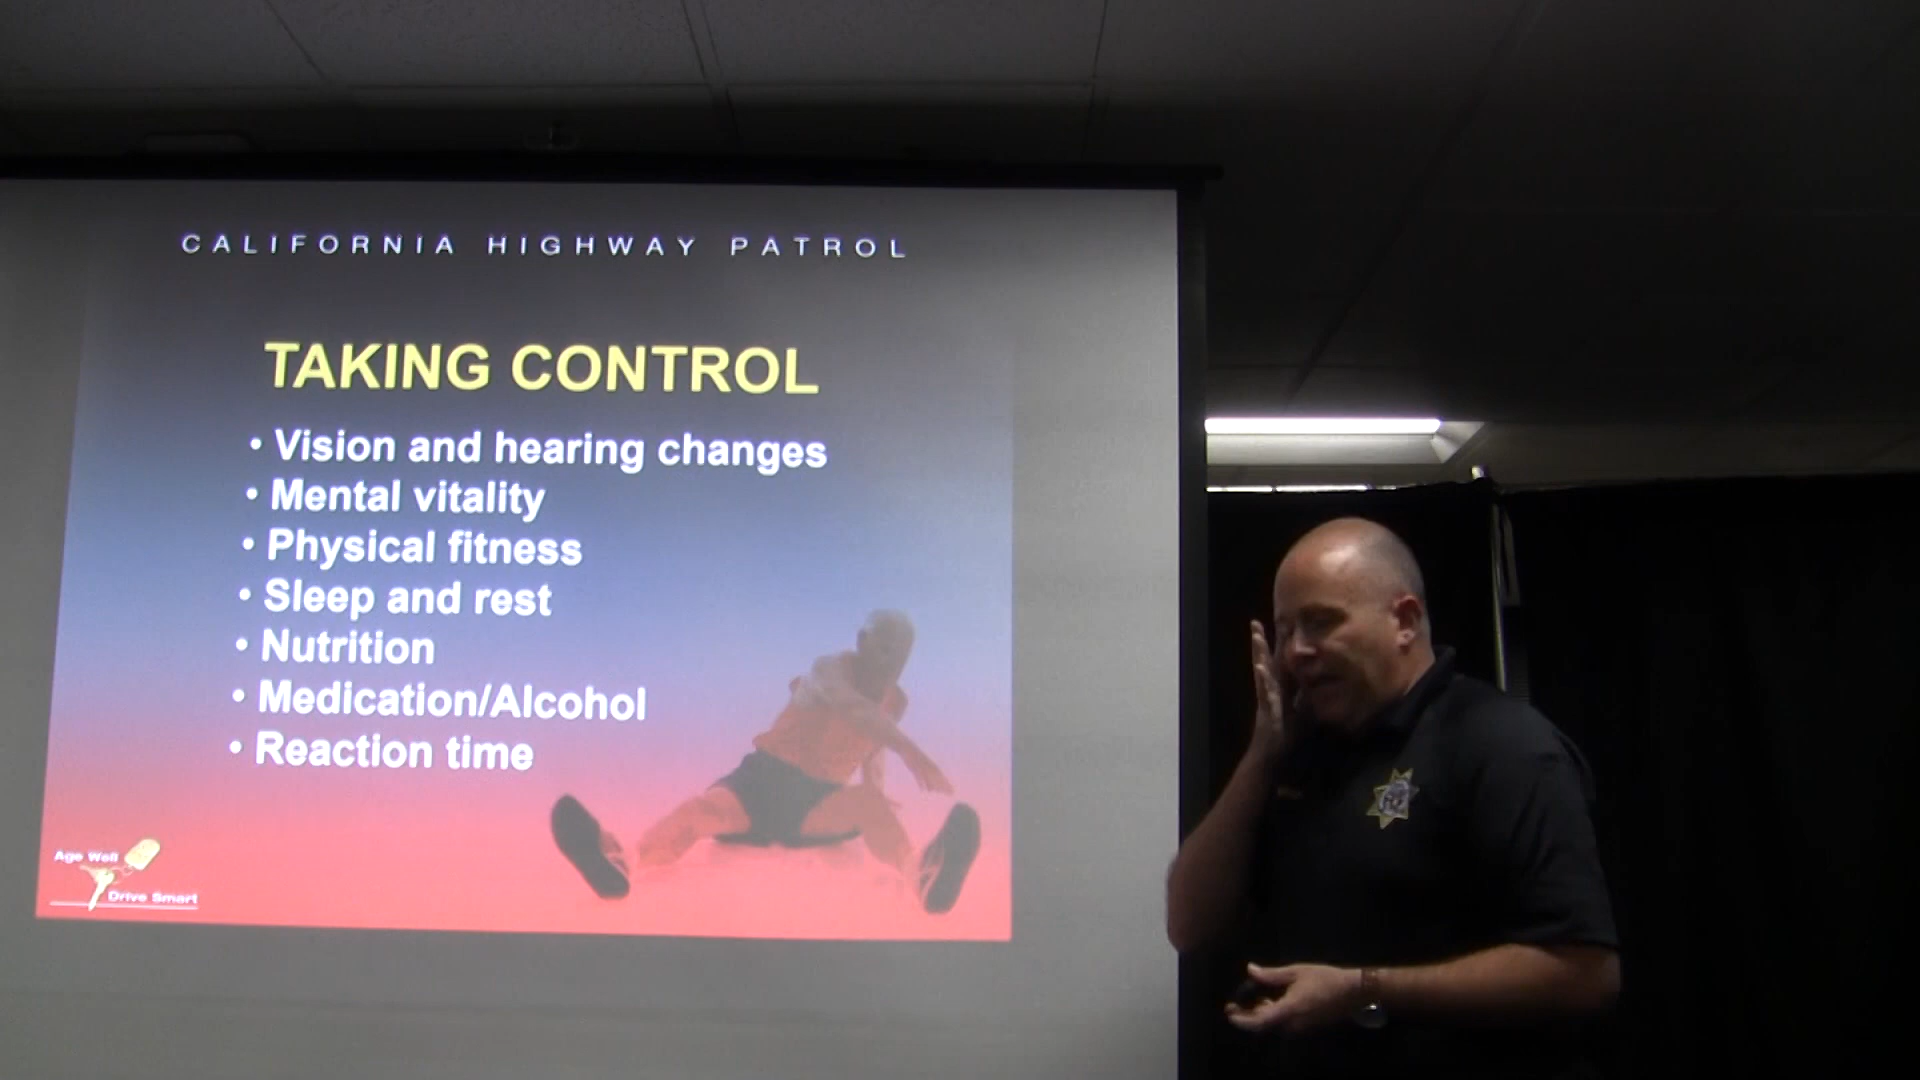 CALIFORNIA HIGHWAY PATROL
TAKING CONTROL
• Vision and hearing changes
• Mental vitality
• Physical fitness
• Sleep and rest
• Nutrition
• Medication/Alcohol
• Reaction time
Age Well
Drive Smart